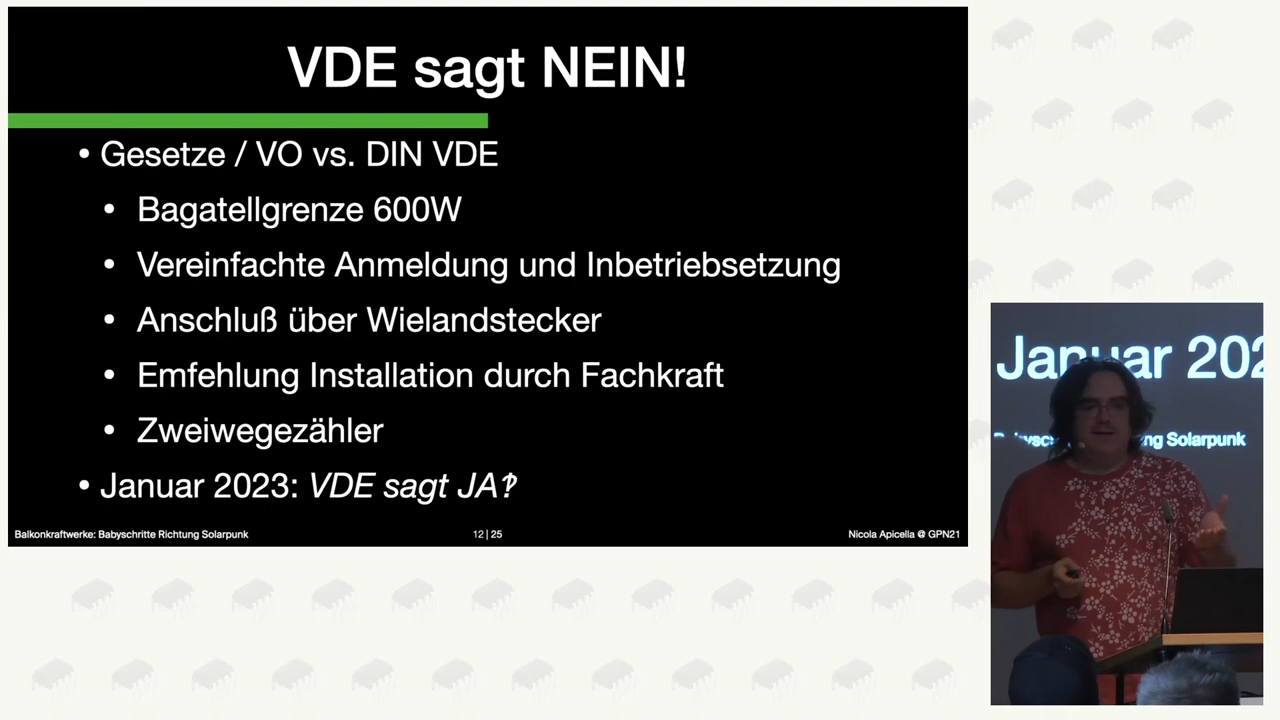 VDE sagt NEIN!
• Gesetze / VO vs. DIN VDE
• Bagatellgrenze 600W
• Vereinfachte Anmeldung und Inbetriebsetzung
• Anschluß über Wielandstecker
• Emfehlung Installation durch Fachkraft
• Zweiwegezähler
• Januar 2023: VDE sagt JA‽
Balkonkraftwerke: Babyschritte Richtung Solarpunk
12 | 25
Nicola Apicella @ GPN21
Januar 202
Solarpunk